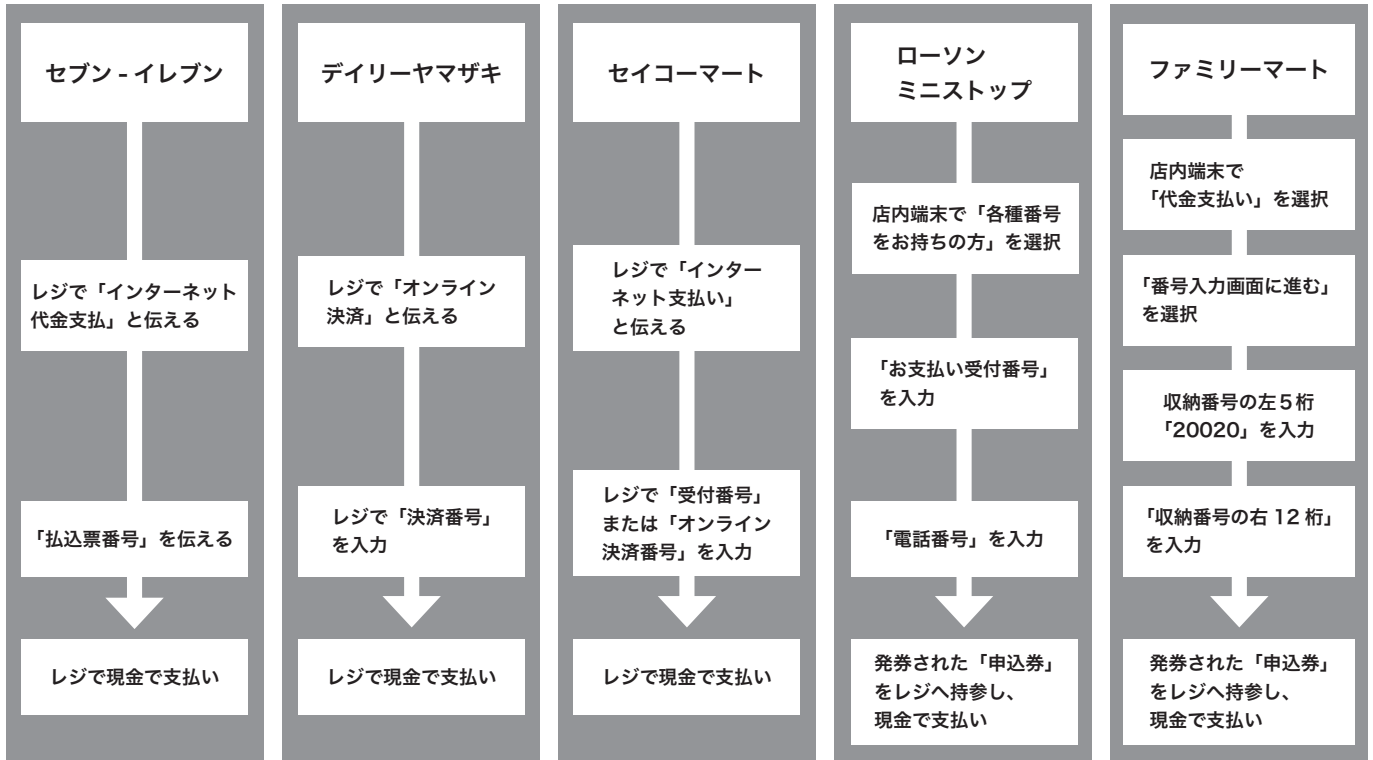 セブン - イレブン
レジで「インターネット
代金支払」と伝える
「払込票番号」を伝える
レジで現金で支払い
デイリーヤマザキ
レジで「オンライン
決済」と伝える
レジで「決済番号」
を入力
レジで現金で支払い
セイコーマート
レジで「インター
ネット支払い」
と伝える
レジで「受付番号」
または「オンライン
決済番号」を入力
レジで現金で支払い
ローソン
ミニストップ
店内端末で「各種番号
をお持ちの方」を選択
「お支払い受付番号」
を入力
「電話番号」を入力
発券された「申込券」
をレジへ持参し、
現金で支払い
ファミリーマート
店内端末で
「代金支払い」を選択
「番号入力画面に進む」
を選択
収納番号の左5桁
「20020」を入力
「収納番号の右 12 桁」
を入力
発券された「申込券」
をレジへ持参し、
現金で支払い